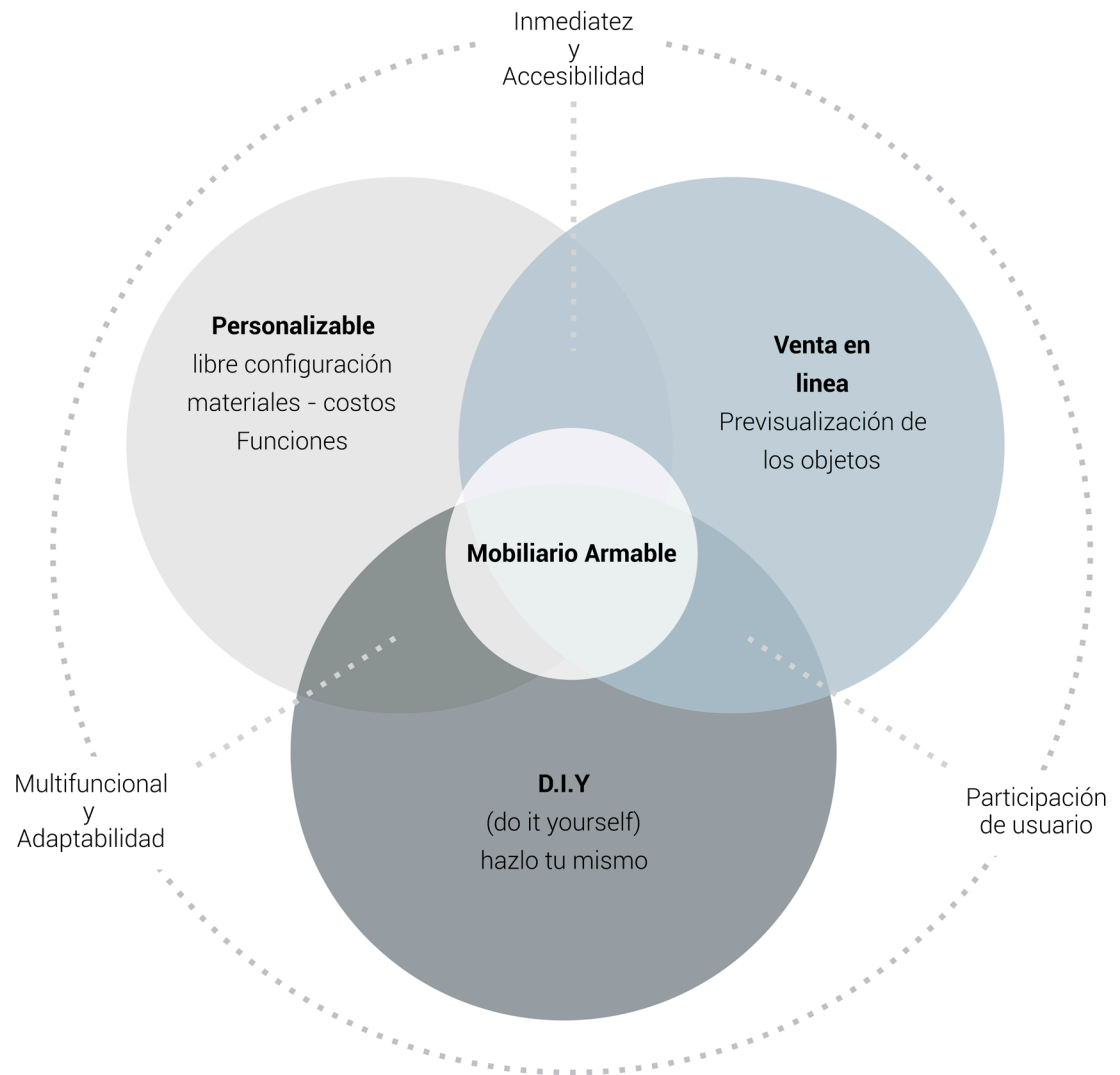 Inmediatez
y
Accesibilidad
Personalizable
libre configuración
materiales - costos
Funciones
Venta en
linea
Previsualización de
los objetos
Mobiliario Armable
D.I.Y
(do it yourself)
hazlo tu mismo
Multifuncional
y
Adaptabilidad
Participación
de usuario